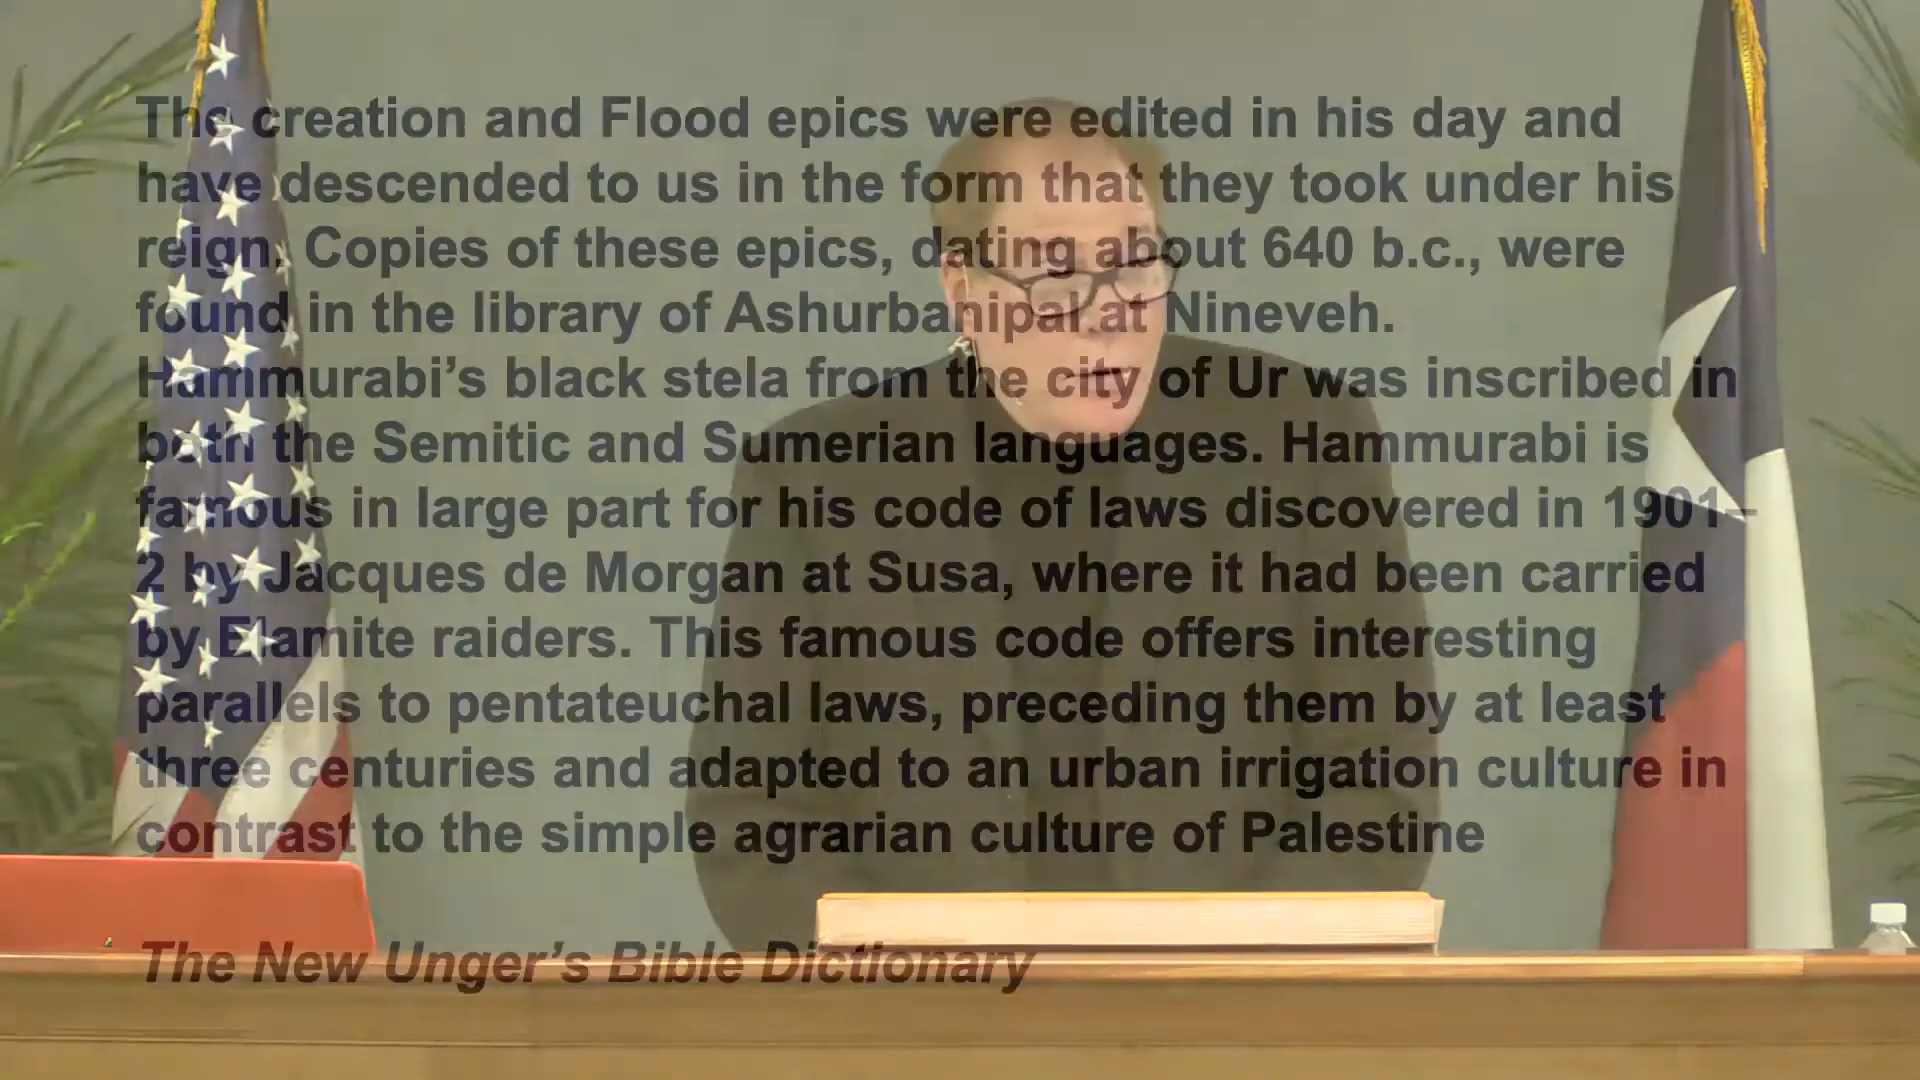 The creation and Flood epics were edited in his day and
have descended to us in the form that they took under his
reign. Copies of these epics, dating about 640 b.c., were
found in the library of Ashurbanipal at Nineveh.
Hammurabi’s black stela from the city of Ur was inscribed in
both the Semitic and Sumerian languages. Hammurabi is
famous in large part for his code of laws discovered in 1901–
2 by Jacques de Morgan at Susa, where it had been carried
by Elamite raiders. This famous code offers interesting
parallels to pentateuchal laws, preceding them by at least
three centuries and adapted to an urban irrigation culture in
contrast to the simple agrarian culture of Palestine
The New Unger’s Bible Dictionary